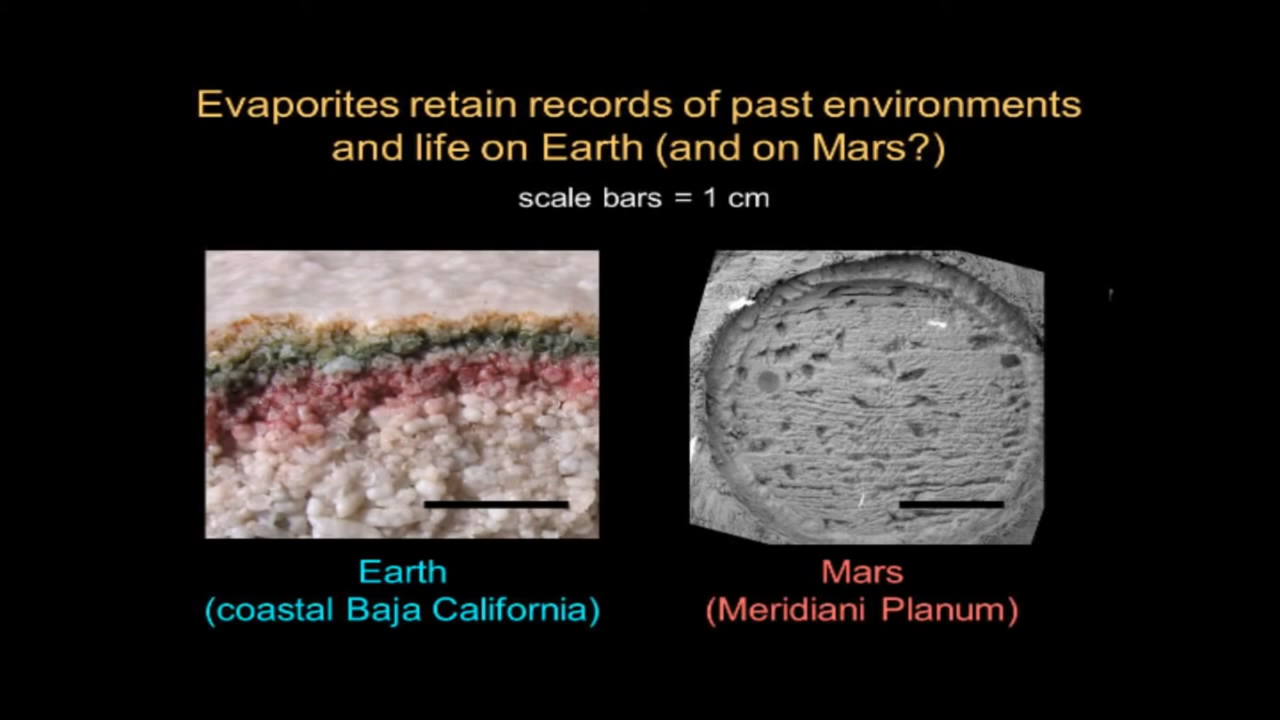 Evaporites retain records of past environments
and life on Earth (and on Mars?)
scale bars = 1 cm
Earth
(coastal Baja California)
Mars
(Meridiani Planum)